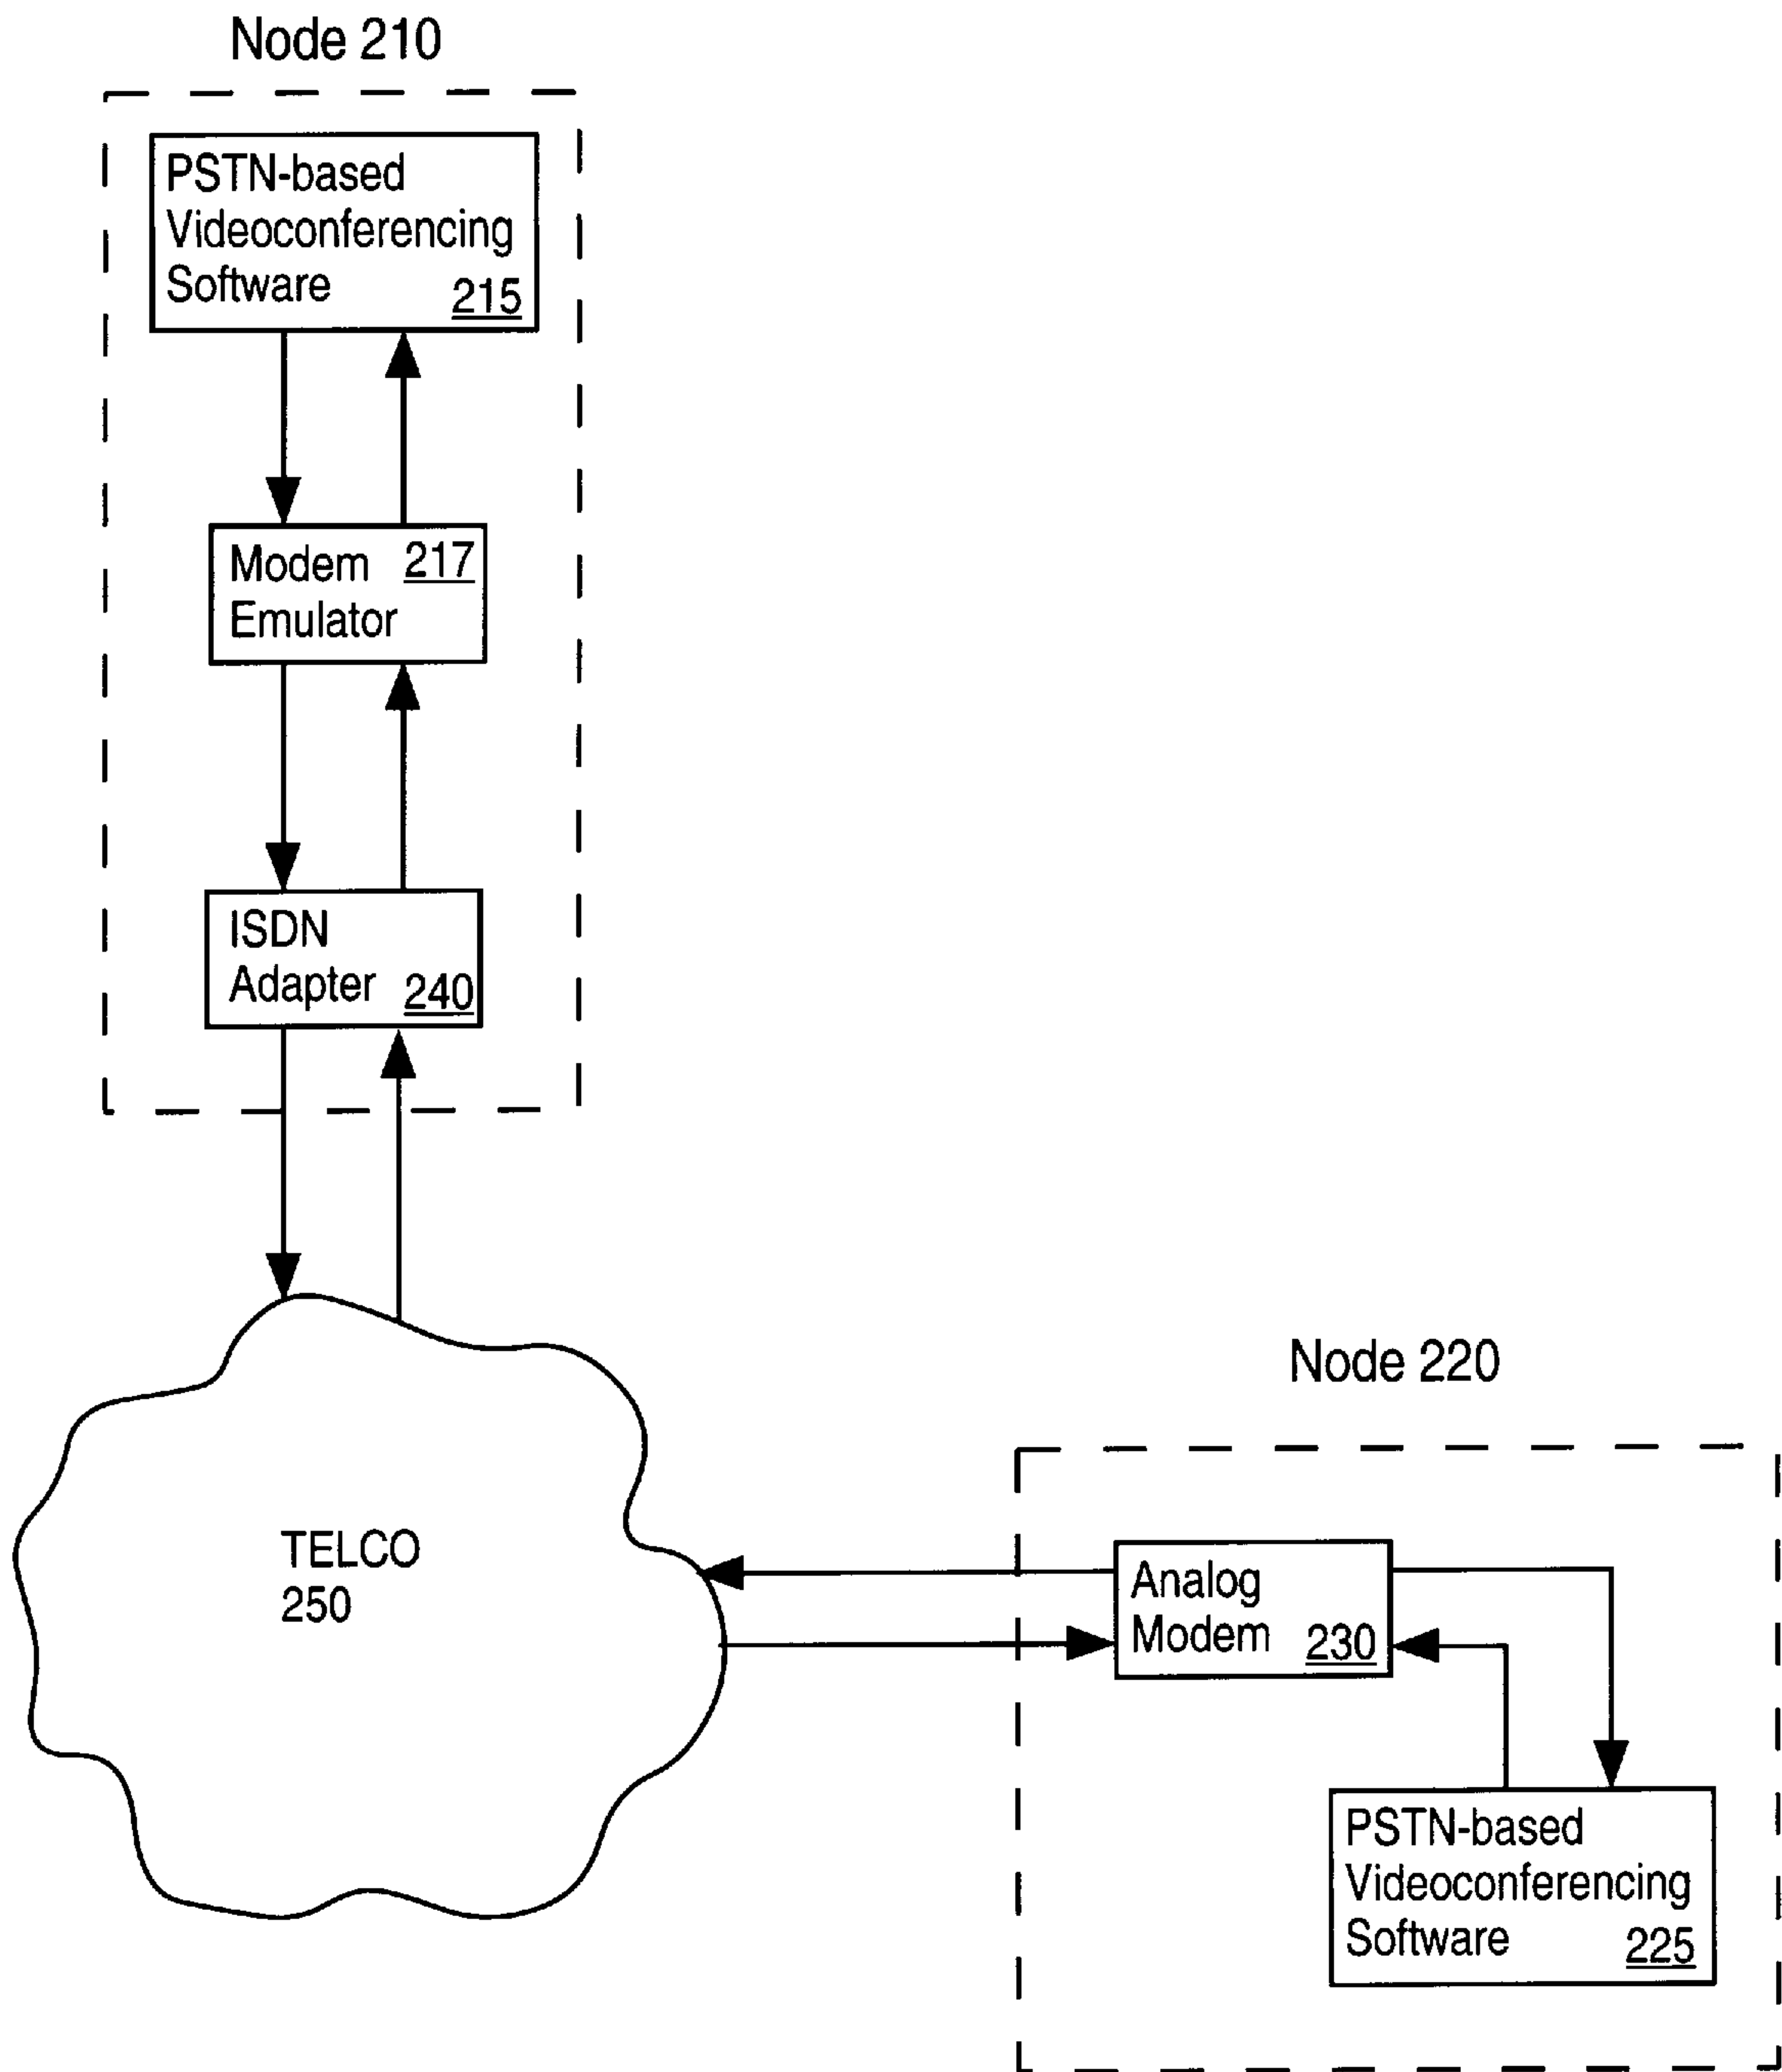 Node 210
PSTN-based
Videoconferencing
Software 215
Modem 217
Emulator
ISDN
Adapter 240
TELCO
250
Node 220
Analog
Modem 230
PSTN-based
Videoconferencing
Software 225